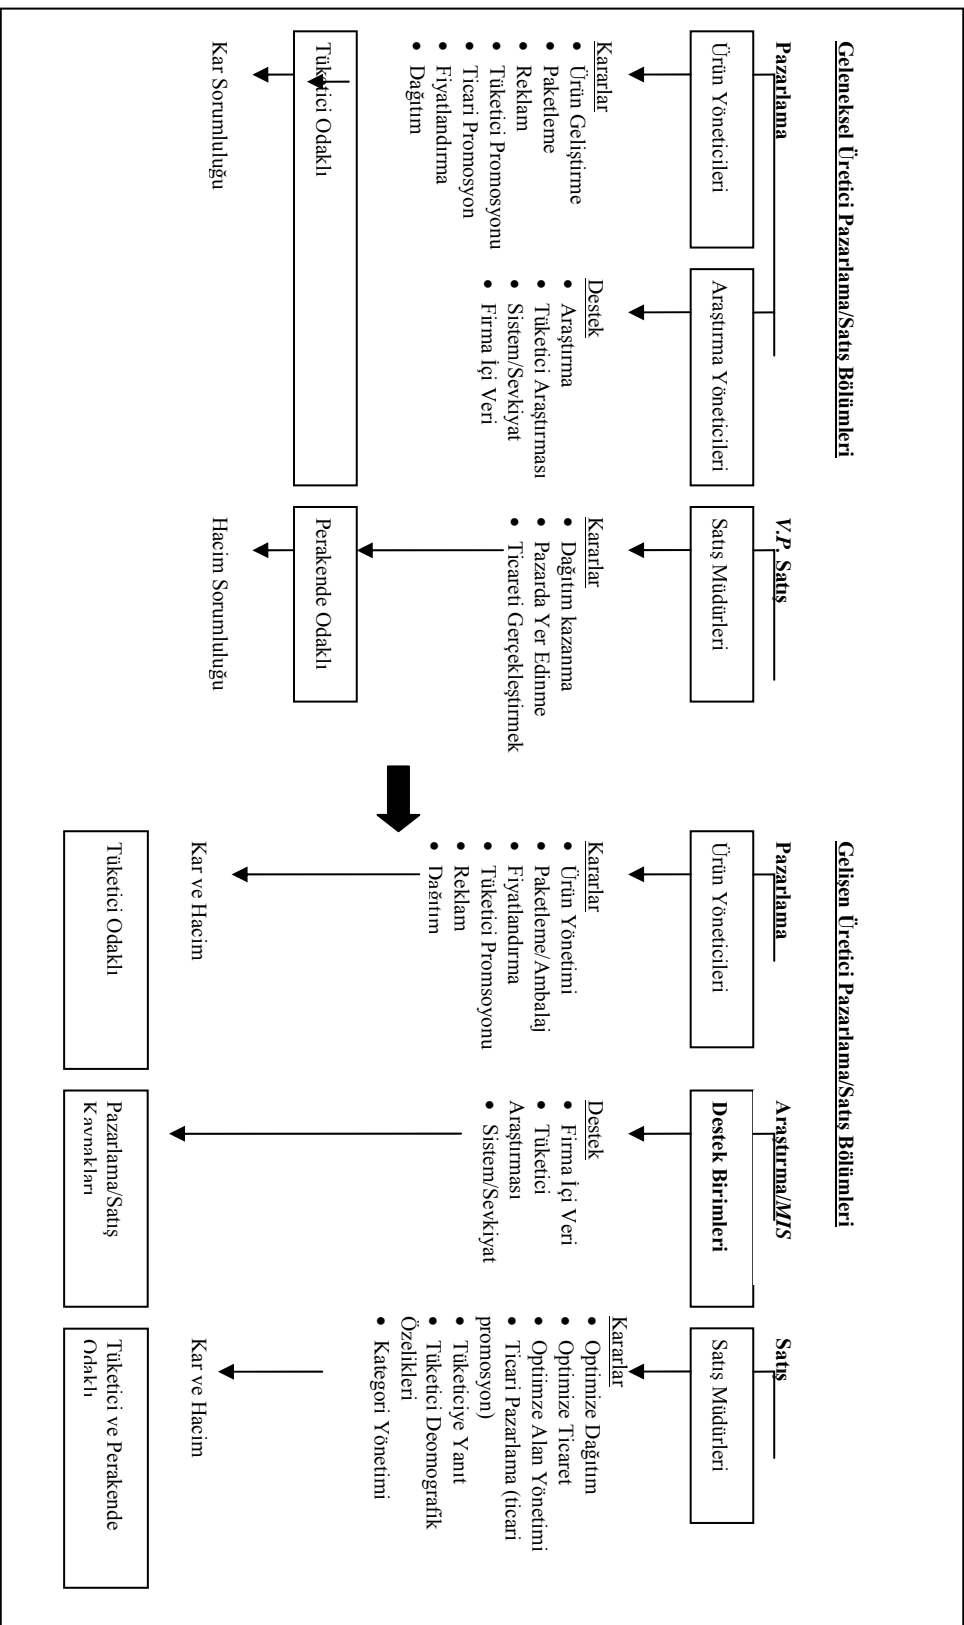 Geleneksel Üretici Pazarlama/Satış Bölümleri
Pazarlama
Ürün Yöneticileri
Kararlar
• Ürün Geliştirme
• Paketleme
• Reklam
• Tüketici Promosyonu
• Ticari Promosyon
• Fiyatlandırma
• Dağıtım
Araştırma Yöneticileri
Destek
• Araştırma
• Tüketici Araştırması
• Sistem/Sevkiyat
• Firma İçi Veri
Tüketici Odaklı
Kar Sorumluluğu
V.P. Satış
Satış Müdürleri
Kararlar
• Dağıtım kazanma
• Pazarda Yer Edinme
• Ticareti Gerçekleştirmek
Perakende Odaklı
Hacim Sorumluluğu
Gelişen Üretici Pazarlama/Satış Bölümleri
Pazarlama
Ürün Yöneticileri
Kararlar
• Ürün Yönetimi
• Paketleme/Ambalaj
• Fiyatlandırma
• Tüketici Promsoyonu
• Reklam
• Dağıtım
Kar ve Hacim
Tüketici Odaklı
Araştırma/MIS
Destek Birimleri
Destek
• Firma İçi Veri
• Tüketici
Araştırması
• Sistem/Sevkiyat
Pazarlama/Satış
Kaynakları
Satış
Satış Müdürleri
Kararlar
• Optimize Dağıtım
• Optimize Ticaret
• Optiimze Alan Yönetimi
• Ticari Pazarlama (ticari
promosyon)
• Tüketiciye Yanıt
• Tüketici Deomografik
Özelikleri
• Kategori Yönetimi
Kar ve Hacim
Tüketici ve Perakende
Odaklı